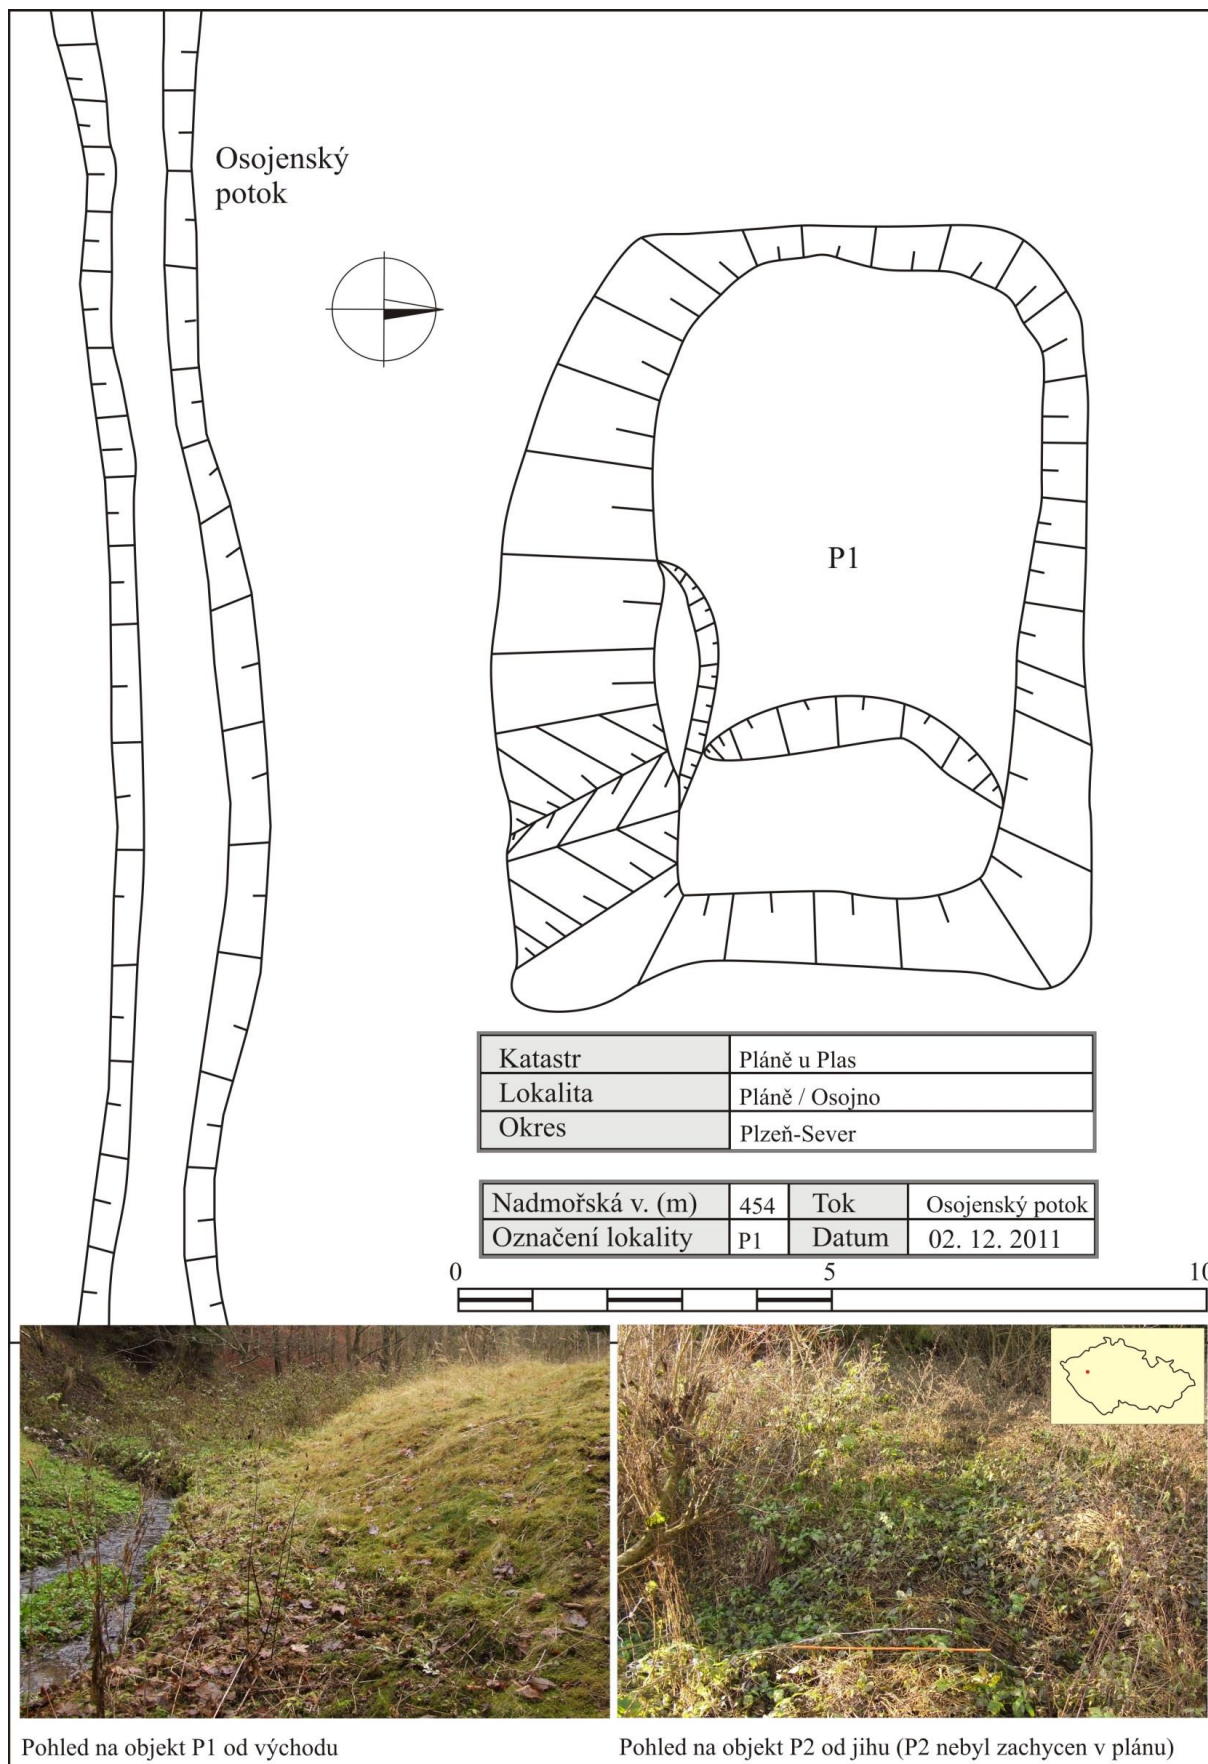 Osojenský
potok
P1
Katastr Pláně u Plas
Lokalita Pláně / Osojno
Okres Plzeň-Sever
Nadmořská v. (m) 454 Tok Osojenský potok
Označení lokality P1 Datum 02. 12. 2011
0 5 10
Pohled na objekt P1 od východu
Pohled na objekt P2 od jihu (P2 nebyl zachycen v plánu)